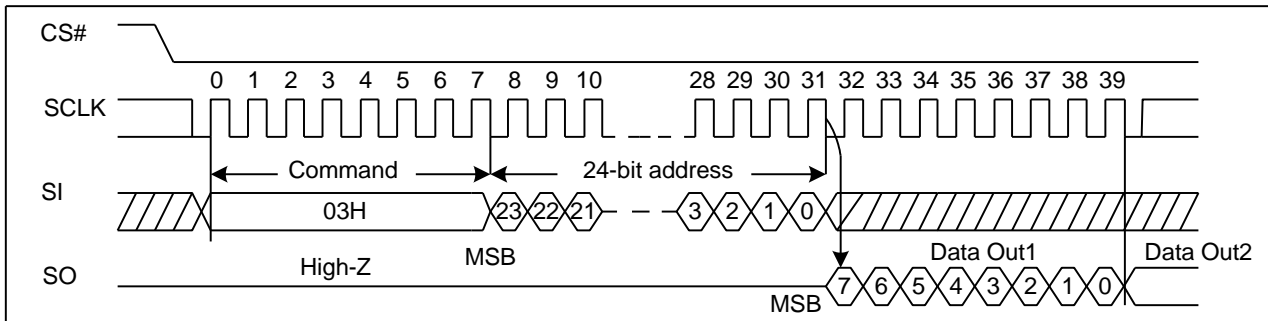 CS#
0 1 2 3 4 5 6 7 8 9 10 28 29 30 31 32 33 34 35 36 37 38 39
SCLK
Command 24-bit address
SI
03H 23 22 21 3 2 1 0
MSB
High-Z Data Out1 Data Out2
SO
7 6 5 4 3 2 1 0
MSB